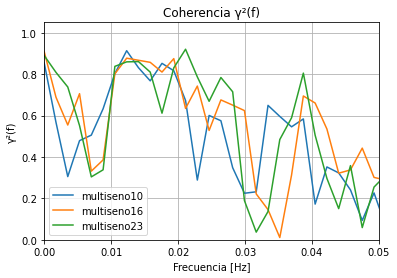 Coherencia γ²(f)
γ²(f)
1.0
0.8
0.6
0.4
0.2
0.0
multiseno10
multiseno16
multiseno23
0.00 0.01 0.02 0.03 0.04 0.05
Frecuencia [Hz]